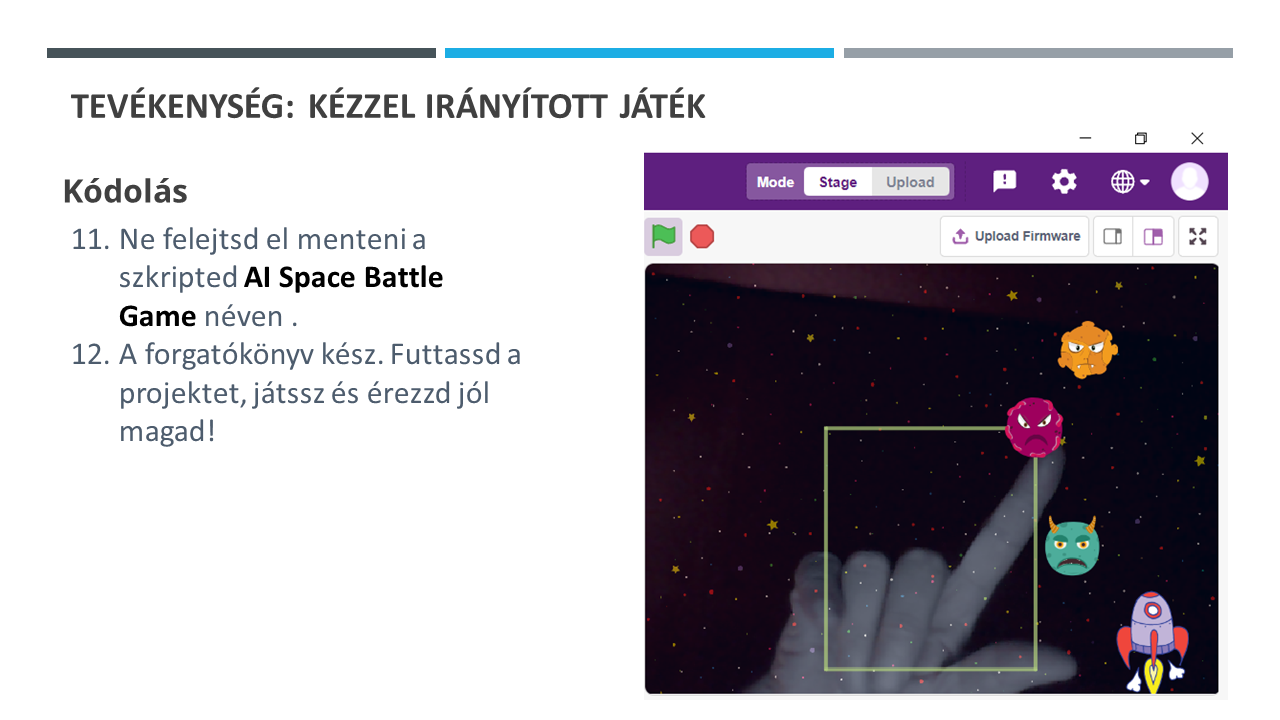 TEVÉKENYSÉG: KÉZZEL IRÁNYÍTOTT JÁTÉK
Kódolás
11. Ne felejtsd el menteni a
szkripted AI Space Battle
Game néven .
12. A forgatókönyv kész. Futtassd a
projektet, játssz és érezzd jól
magad!
Mode Stage Upload
Upload Firmware